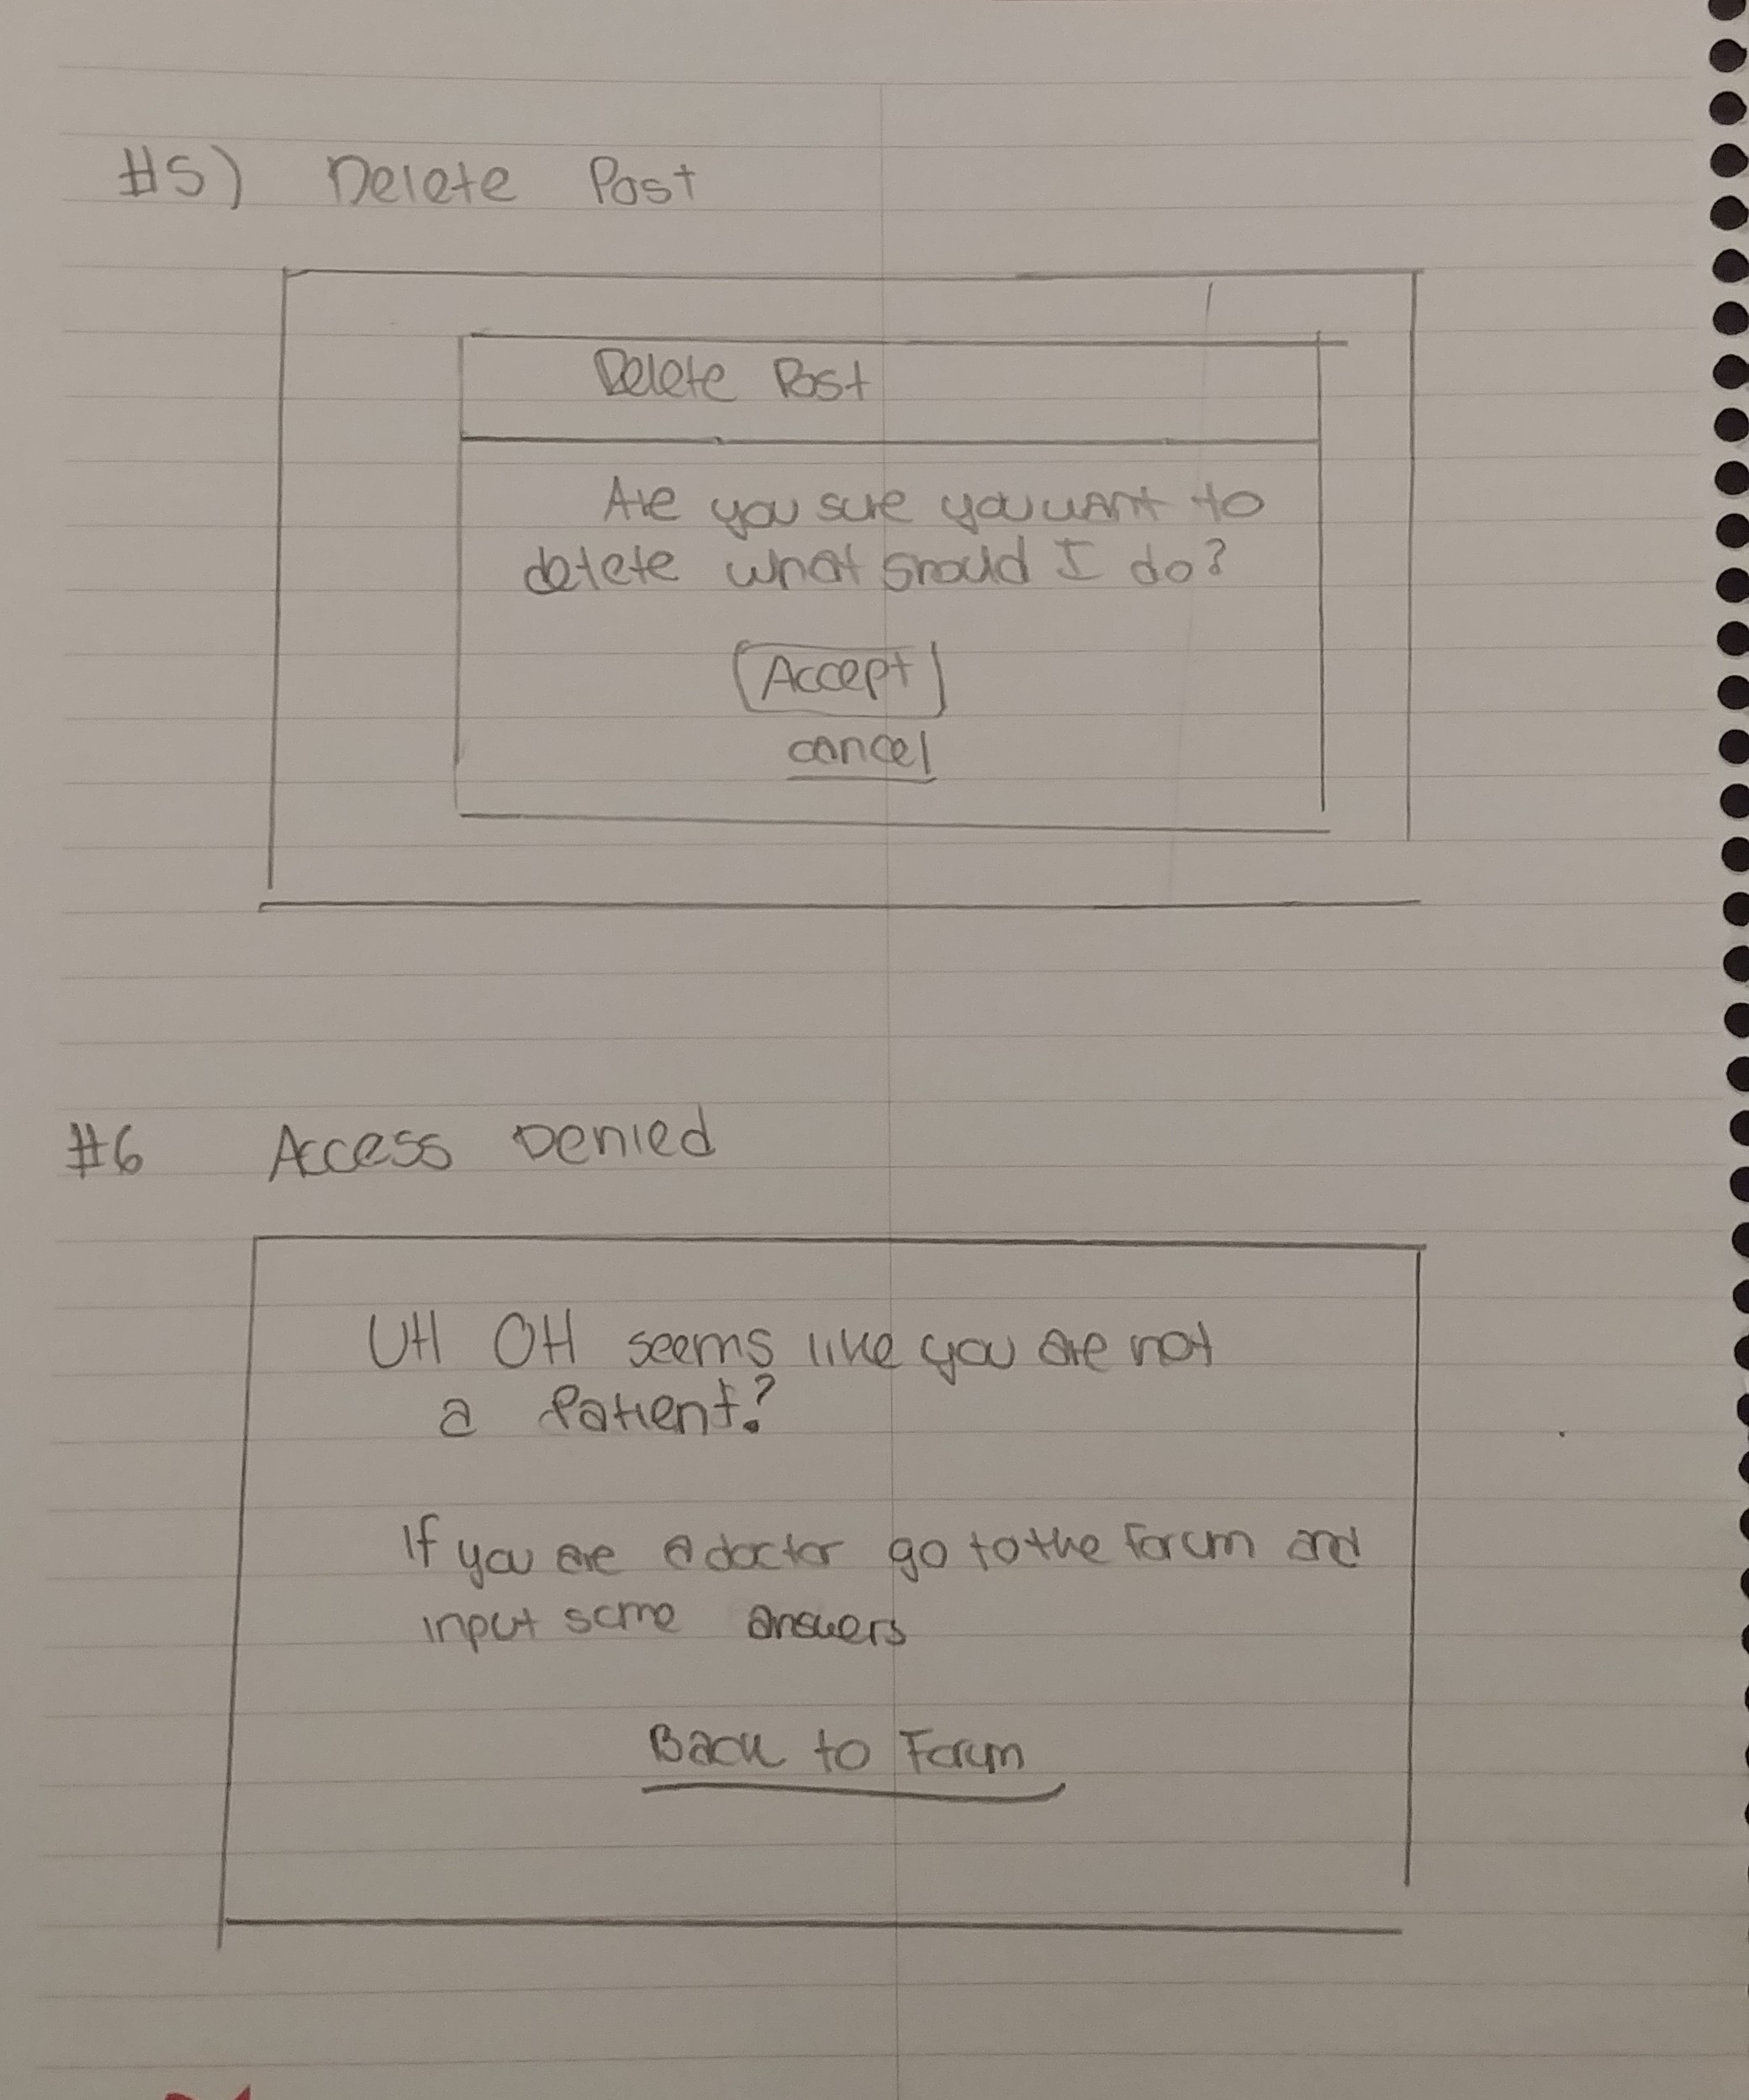 #5) Delete Post
Delete Post
Are you sure you want to
delete what should I do?
Accept
cancel
#6 Access Denied
UH OH seems like you are not
a Patient!?
If you are a doctor go to the Forum and
input some answers
Back to Forum